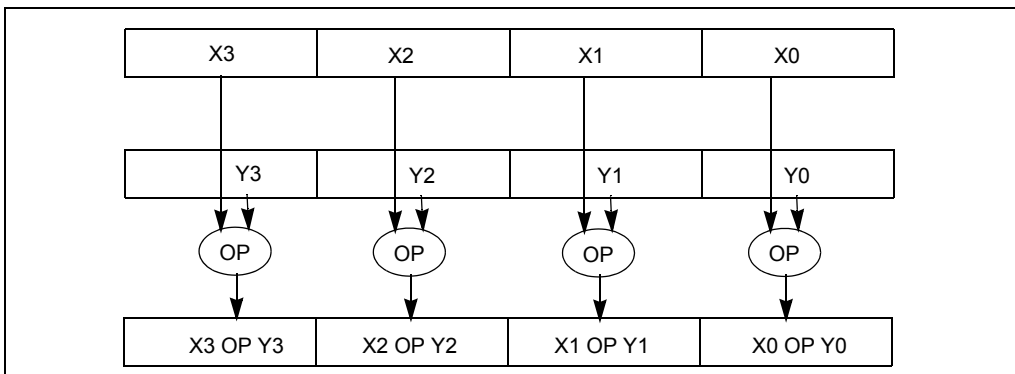 X3 X2 X1 X0
Y3 Y2 Y1 Y0
OP OP OP OP
X3 OP Y3 X2 OP Y2 X1 OP Y1 X0 OP Y0